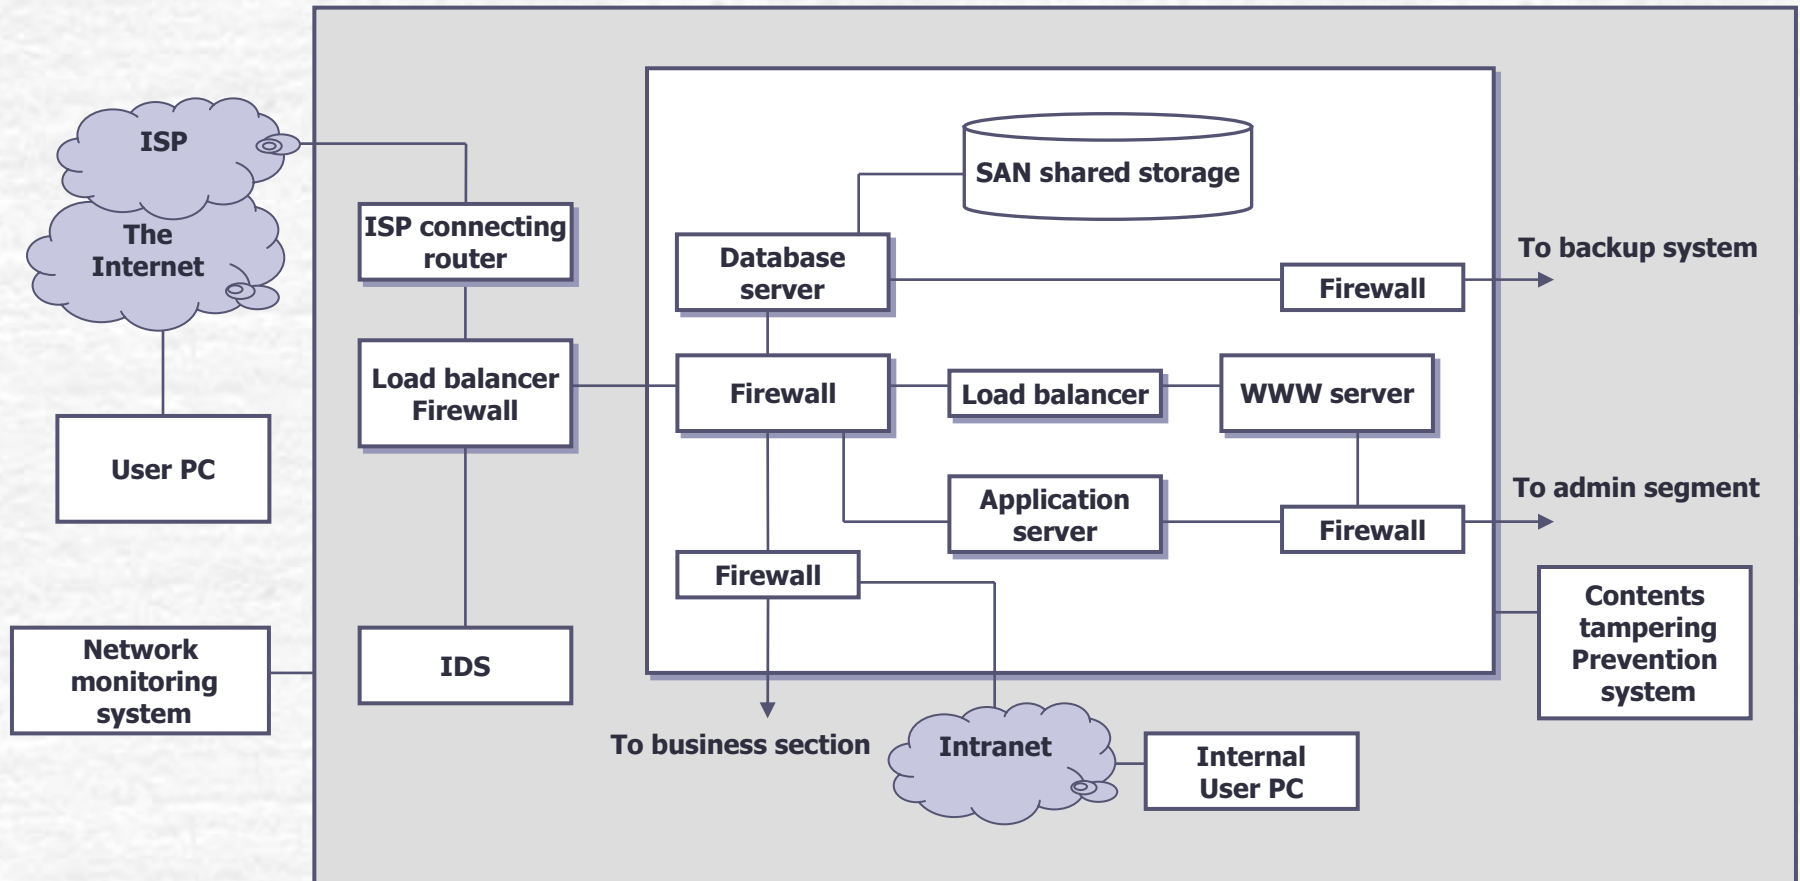 ISP
The
Internet
User PC
Network
monitoring
system
ISP connecting
router
Load balancer
Firewall
IDS
SAN shared storage
Database
server
Firewall
To backup system
Firewall
Load balancer
WWW server
Application
server
Firewall
To admin segment
Firewall
Contents
tampering
Prevention
system
To business section
Intranet
Internal
User PC